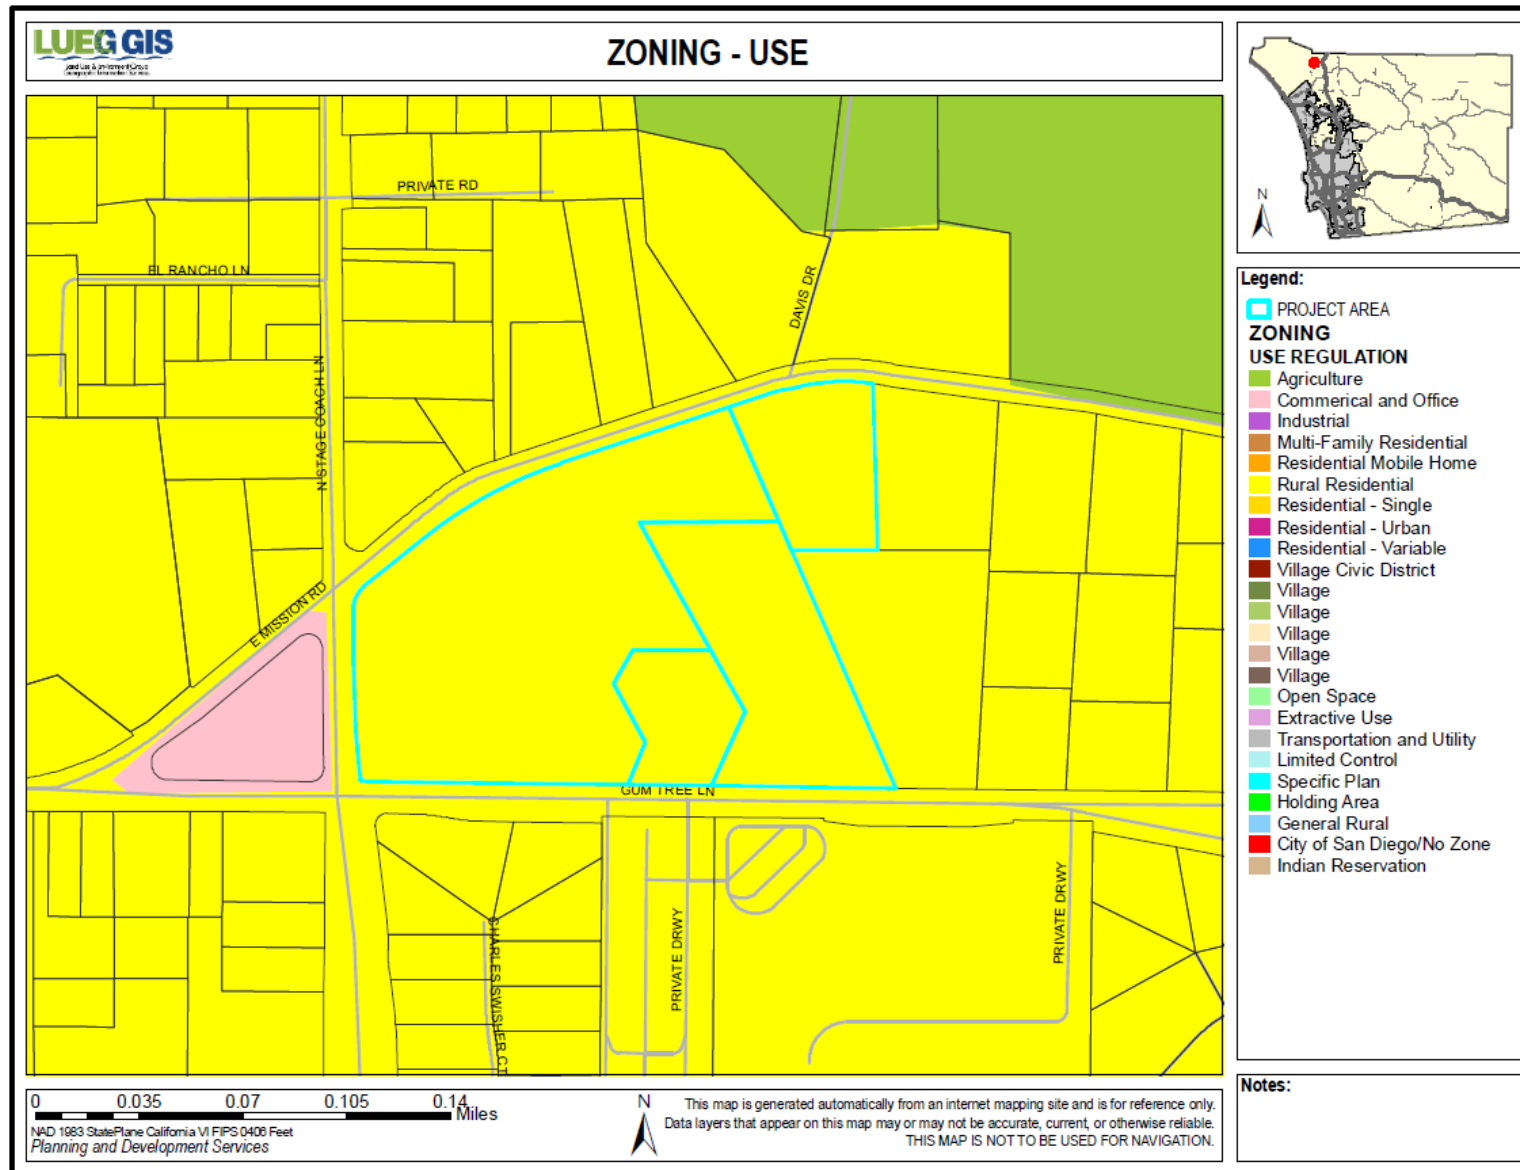 LUEG GIS
Land Use & Environment Group
Geographic Information Services
ZONING - USE
N
PRIVATE RD
EL RANCHO LN
N STAGE COACH LN
DAVIS DR
E MISSION RD
GUM TREE LN
CHARLES SWISHER CT
PRIVATE DRWY
PRIVATE DRWY
Legend:
PROJECT AREA
ZONING
USE REGULATION
Agriculture
Commerical and Office
Industrial
Multi-Family Residential
Residential Mobile Home
Rural Residential
Residential - Single
Residential - Urban
Residential - Variable
Village Civic District
Village
Village
Village
Village
Village
Open Space
Extractive Use
Transportation and Utility
Limited Control
Specific Plan
Holding Area
General Rural
City of San Diego/No Zone
Indian Reservation
Notes:
0 0.035 0.07 0.105 0.14
Miles
NAD 1983 StatePlane California VI FIPS 0406 Feet
Planning and Development Services
N
This map is generated automatically from an internet mapping site and is for reference only.
Data layers that appear on this map may or may not be accurate, current, or otherwise reliable.
THIS MAP IS NOT TO BE USED FOR NAVIGATION.